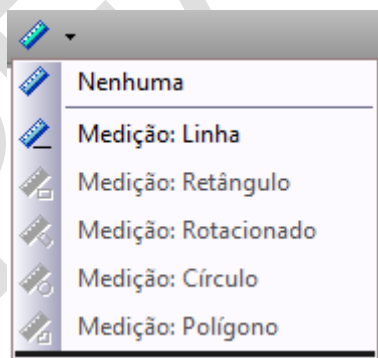 Nenhuma
Medição: Linha
Medição: Retângulo
Medição: Rotacionado
Medição: Círculo
Medição: Polígono